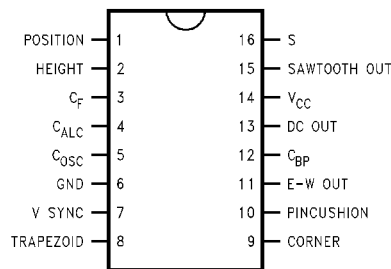 POSITION 1 16 S
HEIGHT 2 15 SAWTOOTH OUT
CF 3 14 VCC
CALC 4 13 DC OUT
COSC 5 12 CBP
GND 6 11 E-W OUT
V SYNC 7 10 PINCUSHION
TRAPEZOID 8 9 CORNER